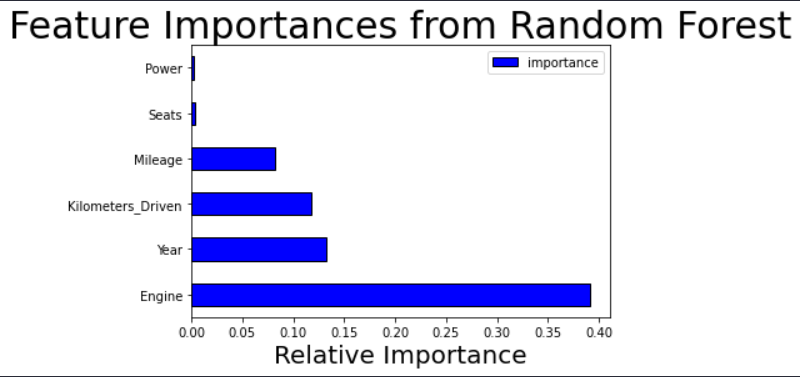 Feature Importances from Random Forest
importance
Power
Seats
Mileage
Kilometers_Driven
Year
Engine
0.00 0.05 0.10 0.15 0.20 0.25 0.30 0.35 0.40
Relative Importance